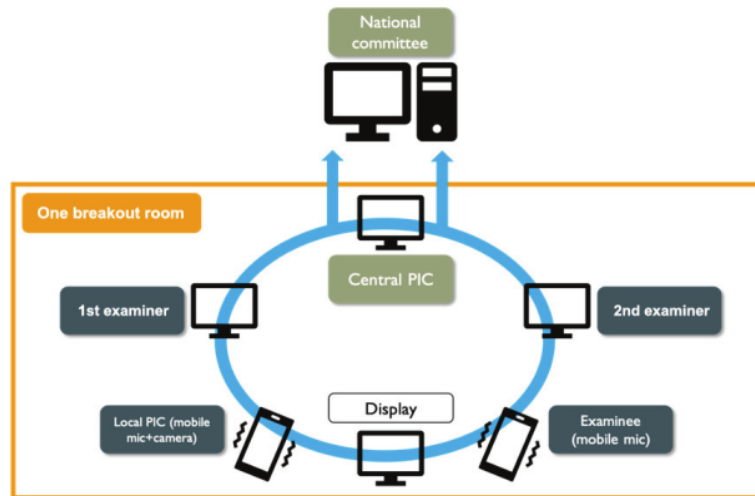 National
committee
One breakout room
Central PIC
1st examiner
2nd examiner
Display
Local PIC (mobile
mic+camera)
Examinee
(mobile mic)